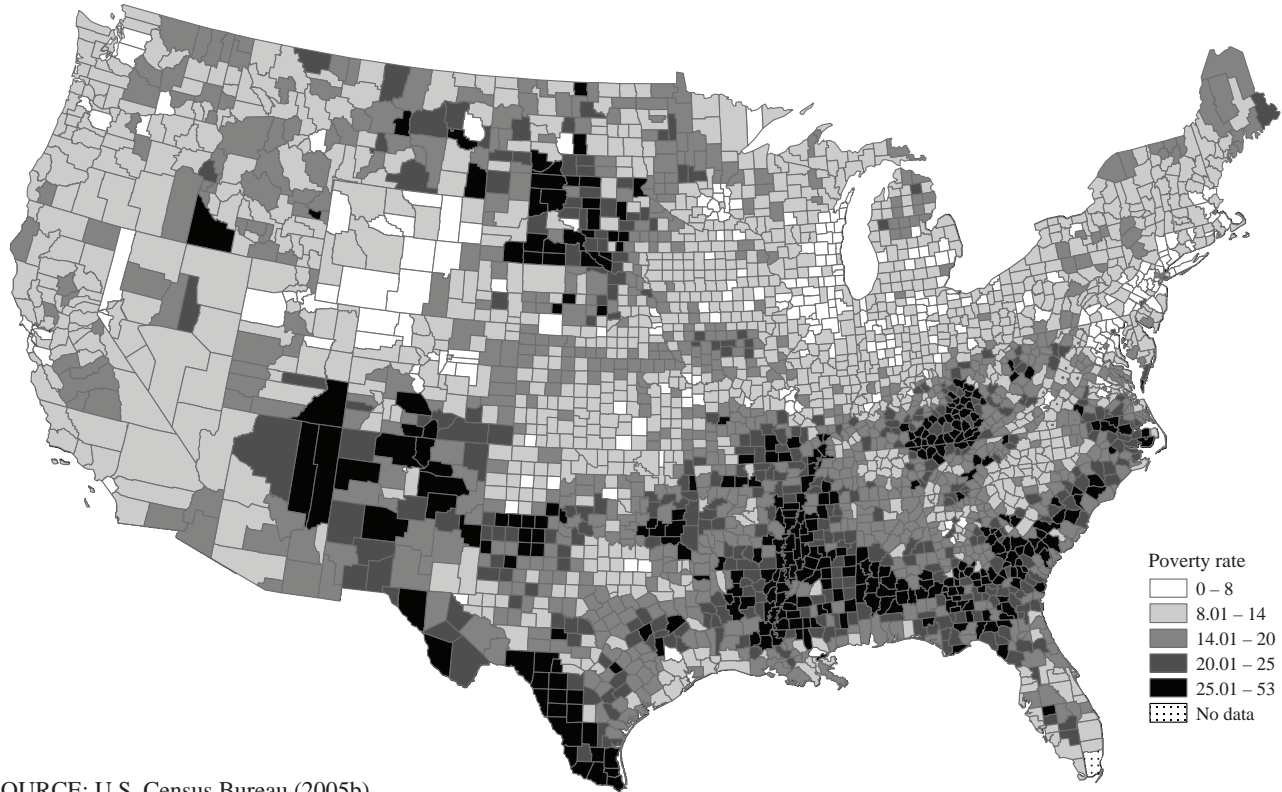 Poverty rate
0 – 8
8.01 – 14
14.01 – 20
20.01 – 25
25.01 – 53
No data
OURCE: U.S. Census Bureau (2005b)